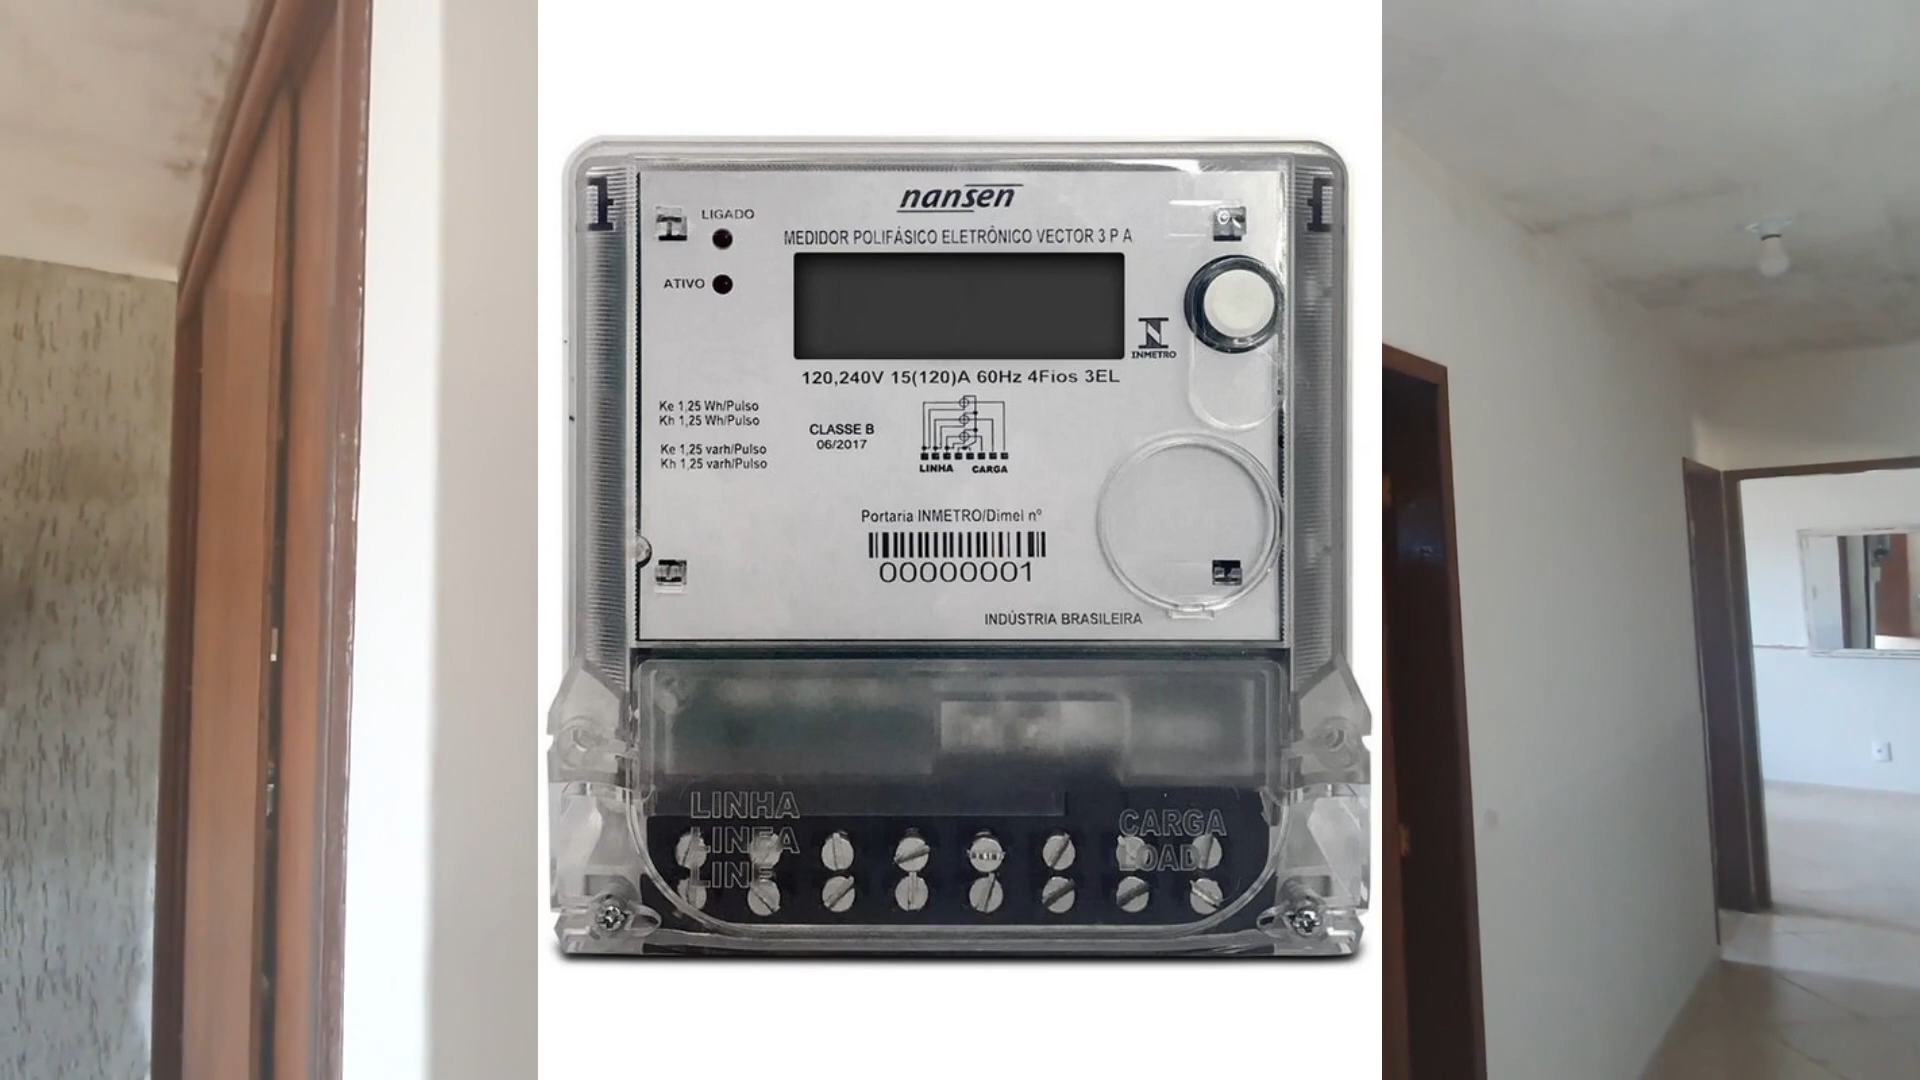 nansen
LIGADO
MEDIDOR POLIFÁSICO ELETRÔNICO VECTOR 3 P A
ATIVO
INMETRO
120,240V 15(120)A 60Hz 4Fios 3EL
Ke 1,25 Wh/Pulso
Kh 1,25 Wh/Pulso
CLASSE B
06/2017
Ke 1,25 varh/Pulso
Kh 1,25 varh/Pulso
LINHA CARGA
Portaria INMETRO/Dimel nº
00000001
INDÚSTRIA BRASILEIRA
LINHA
LINEA
LINE
CARGA
LOAD